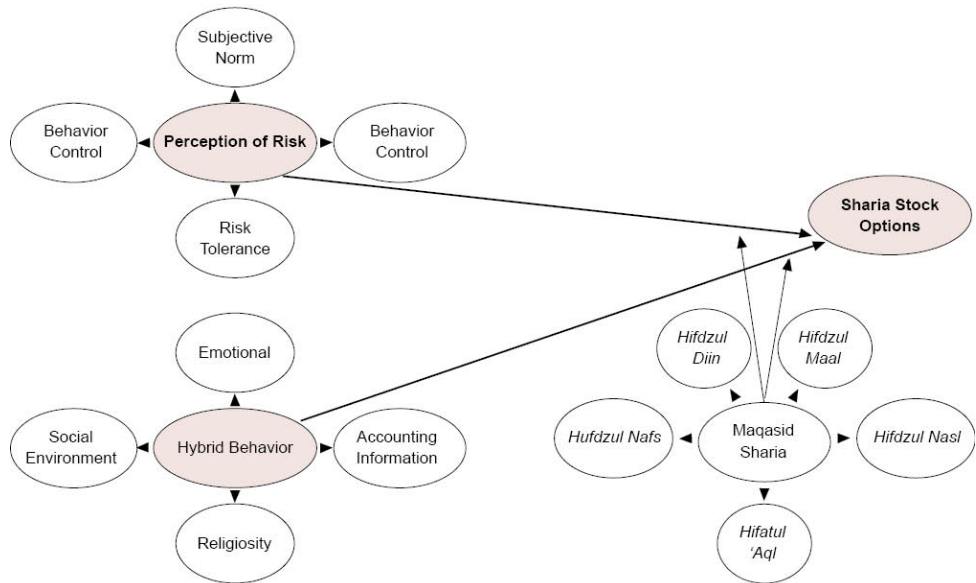 Subjective
Norm
Behavior
Control
Perception of Risk
Behavior
Control
Risk
Tolerance
Sharia Stock
Options
Emotional
Social
Environment
Hybrid Behavior
Accounting
Information
Religiosity
Hifdzul
Diin
Hifdzul
Maal
Hufdzul Nafs
Maqasid
Sharia
Hifdzul Nasl
Hifatul
‘Aql